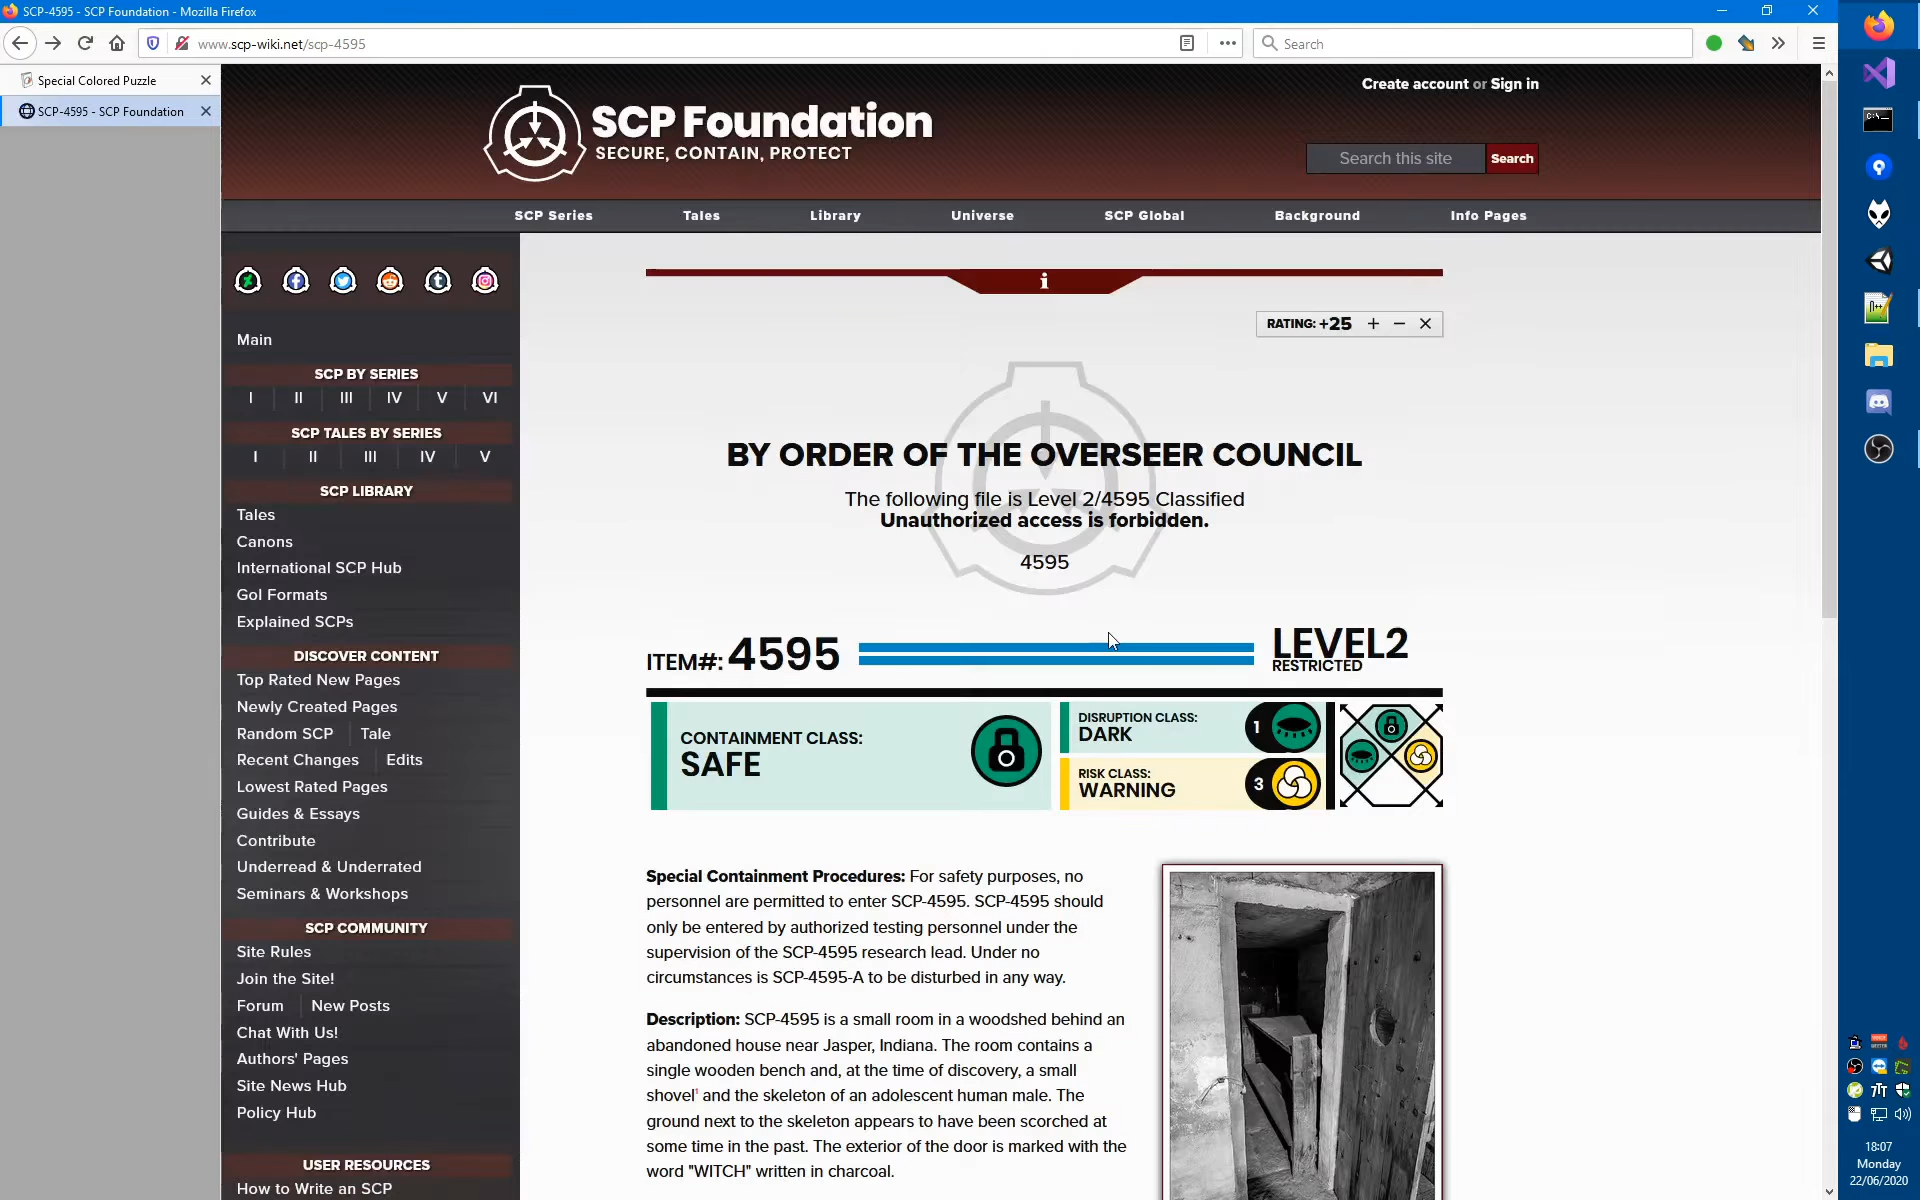 SCP-4595 - SCP Foundation - Mozilla Firefox
www.scp-wiki.net/scp-4595
Search
Special Colored Puzzle
SCP-4595 - SCP Foundation
Create account or Sign in
SCP Foundation
SECURE, CONTAIN, PROTECT
Search this site
Search
SCP Series
Tales
Library
Universe
SCP Global
Background
Info Pages
Main
SCP BY SERIES
I II III IV V VI
SCP TALES BY SERIES
I II III IV V
SCP LIBRARY
Tales
Canons
International SCP Hub
GoI Formats
Explained SCPs
DISCOVER CONTENT
Top Rated New Pages
Newly Created Pages
Random SCP Tale
Recent Changes Edits
Lowest Rated Pages
Guides & Essays
Contribute
Underread & Underrated
Seminars & Workshops
SCP COMMUNITY
Site Rules
Join the Site!
Forum New Posts
Chat With Us!
Authors' Pages
Site News Hub
Policy Hub
USER RESOURCES
How to Write an SCP
i
RATING: +25 + − X
BY ORDER OF THE OVERSEER COUNCIL
The following file is Level 2/4595 Classified
Unauthorized access is forbidden.
4595
ITEM#: 4595
LEVEL2
RESTRICTED
CONTAINMENT CLASS:
SAFE
DISRUPTION CLASS:
DARK
1
RISK CLASS:
WARNING
3
Special Containment Procedures: For safety purposes, no
personnel are permitted to enter SCP-4595. SCP-4595 should
only be entered by authorized testing personnel under the
supervision of the SCP-4595 research lead. Under no
circumstances is SCP-4595-A to be disturbed in any way.
Description: SCP-4595 is a small room in a woodshed behind an
abandoned house near Jasper, Indiana. The room contains a
single wooden bench and, at the time of discovery, a small
shovel1 and the skeleton of an adolescent human male. The
ground next to the skeleton appears to have been scorched at
some time in the past. The exterior of the door is marked with the
word "WITCH" written in charcoal.
18:07
Monday
22/06/2020